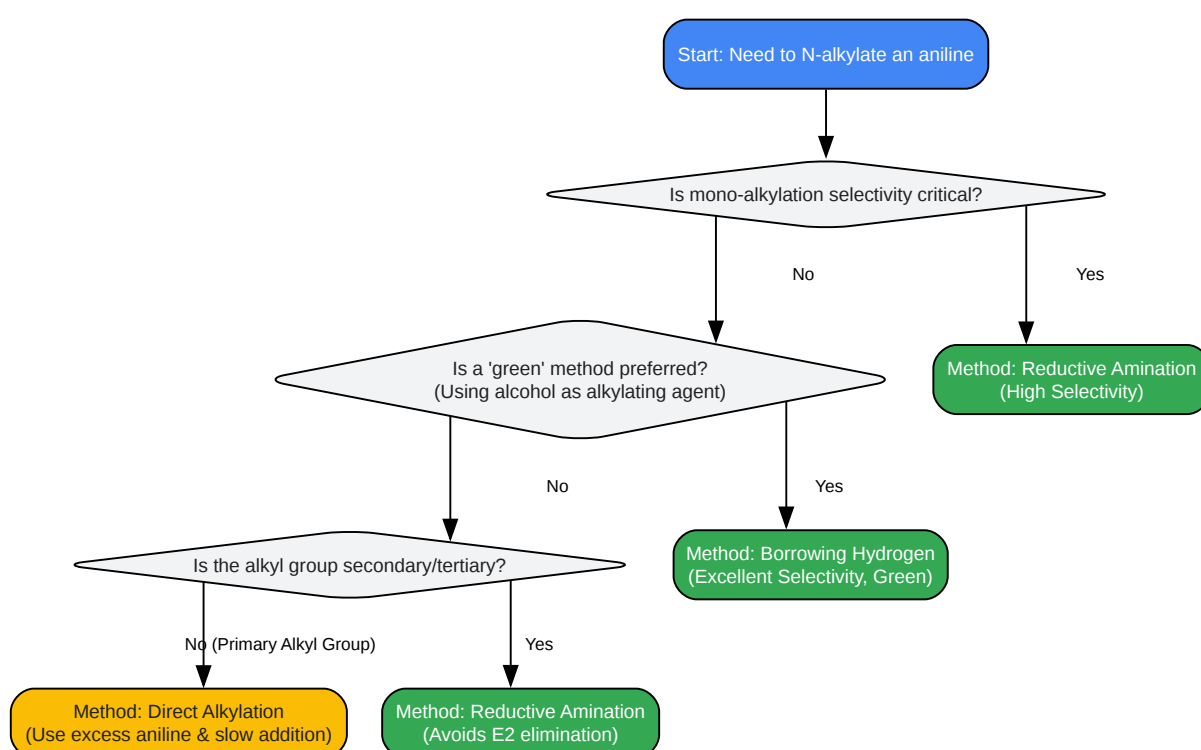 Start: Need to N-alkylate an aniline
Is mono-alkylation selectivity critical?
No
Yes
Is a 'green' method preferred?
(Using alcohol as alkylating agent)
Method: Reductive Amination
(High Selectivity)
No
Yes
Is the alkyl group secondary/tertiary?
Method: Borrowing Hydrogen
(Excellent Selectivity, Green)
No (Primary Alkyl Group)
Yes
Method: Direct Alkylation
(Use excess aniline & slow addition)
Method: Reductive Amination
(Avoids E2 elimination)